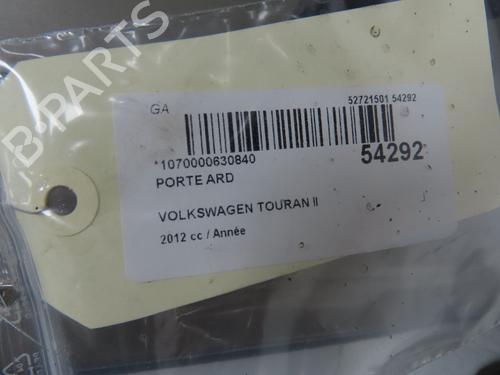 B-PARTS
GA
52721501 54292
*1070000630840
54292
PORTE ARD
VOLKSWAGEN TOURAN II
2012 cc / Année